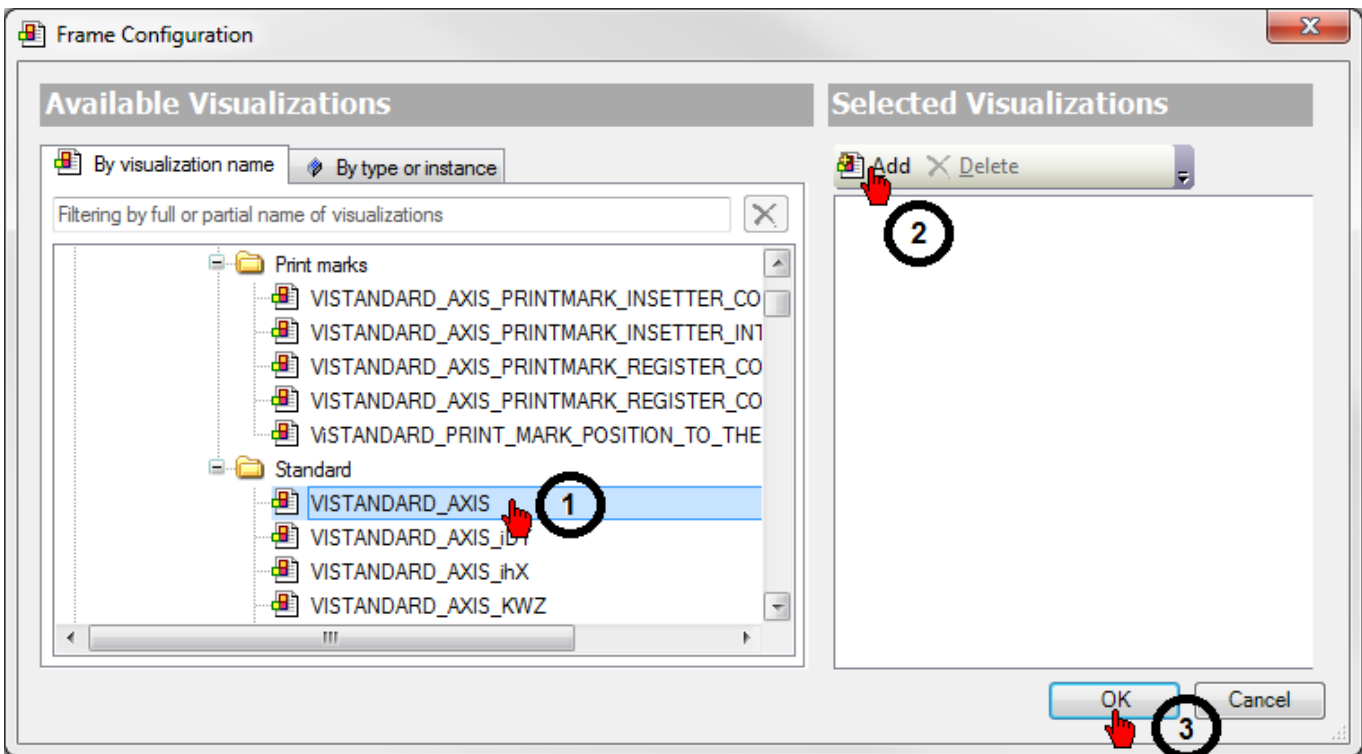 Frame Configuration
Available Visualizations
By visualization name
By type or instance
Filtering by full or partial name of visualizations
Print marks
VISTANDARD_AXIS_PRINTMARK_INSETTER_CO
VISTANDARD_AXIS_PRINTMARK_INSETTER_INT
VISTANDARD_AXIS_PRINTMARK_REGISTER_CO
VISTANDARD_AXIS_PRINTMARK_REGISTER_CO
ViSTANDARD_PRINT_MARK_POSITION_TO_THE
Standard
VISTANDARD_AXIS 1
VISTANDARD_AXIS_iDY
VISTANDARD_AXIS_ihX
VISTANDARD_AXIS_KWZ
Selected Visualizations
Add Delete
2
OK Cancel
3